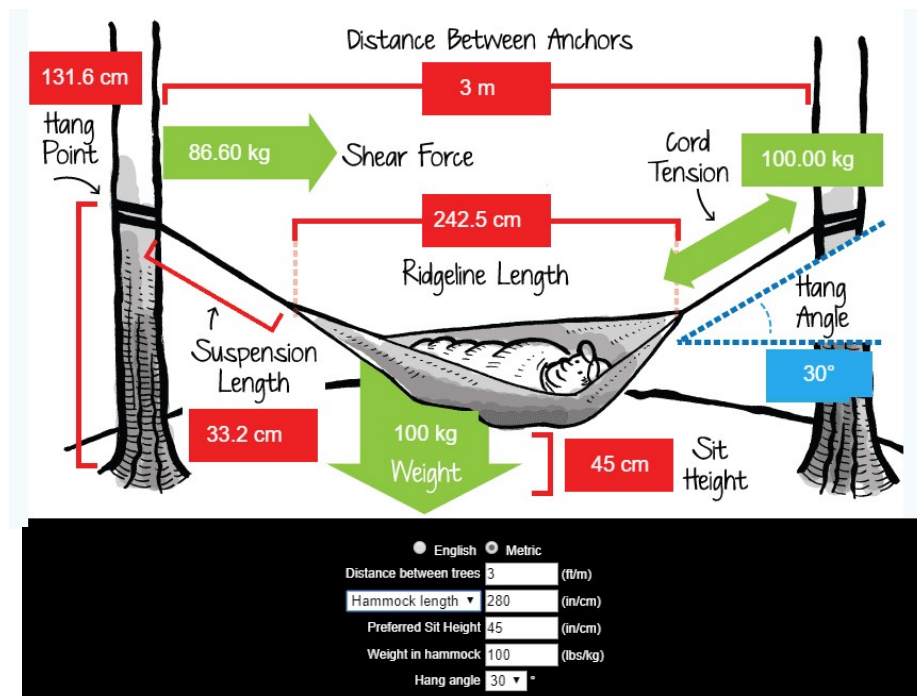 Distance Between Anchors
131.6 cm
3 m
Hang
Point
86.60 kg
Shear Force
Cord
Tension
100.00 kg
242.5 cm
Ridgeline Length
Hang
Angle
Suspension
Length
30°
33.2 cm
100 kg
Weight
45 cm
Sit
Height
English Metric
Distance between trees 3 (ft/m)
Hammock length 280 (in/cm)
Preferred Sit Height 45 (in/cm)
Weight in hammock 100 (lbs/kg)
Hang angle 30 °